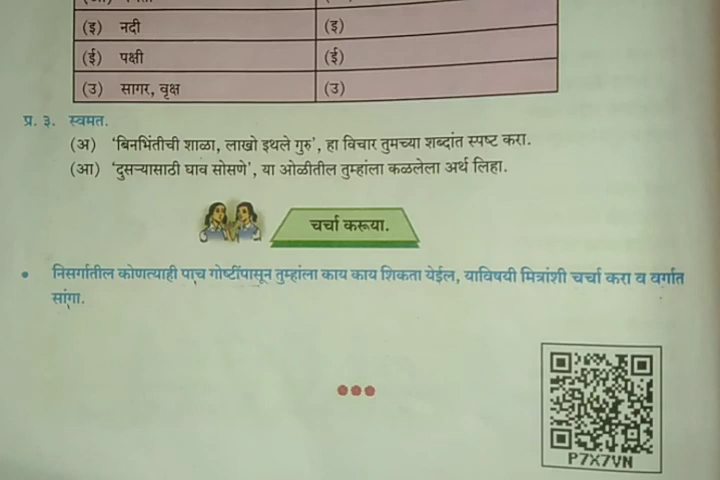 (इ) नदी (इ)
(ई) पक्षी (ई)
(उ) सागर, वृक्ष (उ)
प्र. ३. स्वमत.
(अ) ‘बिनभिंतीची शाळा, लाखो इथले गुरु’, हा विचार तुमच्या शब्दांत स्पष्ट करा.
(आ) ‘दुसऱ्यासाठी घाव सोसणे’, या ओळीतील तुम्हांला कळलेला अर्थ लिहा.
चर्चा करूया.
• निसर्गातील कोणत्याही पाच गोष्टींपासून तुम्हांला काय काय शिकता येईल, याविषयी मित्रांशी चर्चा करा व वर्गात
सांगा.
P7X7VN